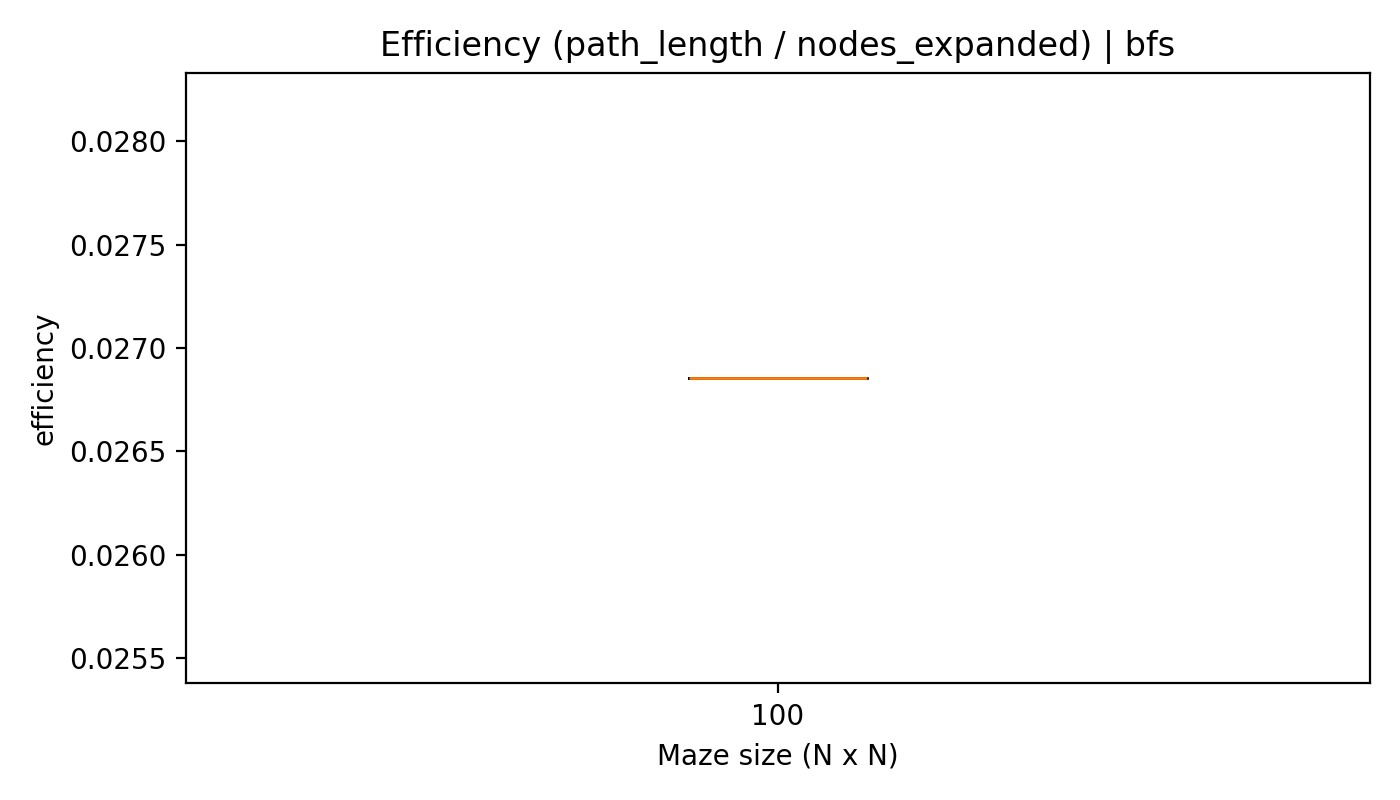 Efficiency (path_length / nodes_expanded) | bfs
0.0280
0.0275
0.0270
0.0265
0.0260
0.0255
efficiency
100
Maze size (N x N)